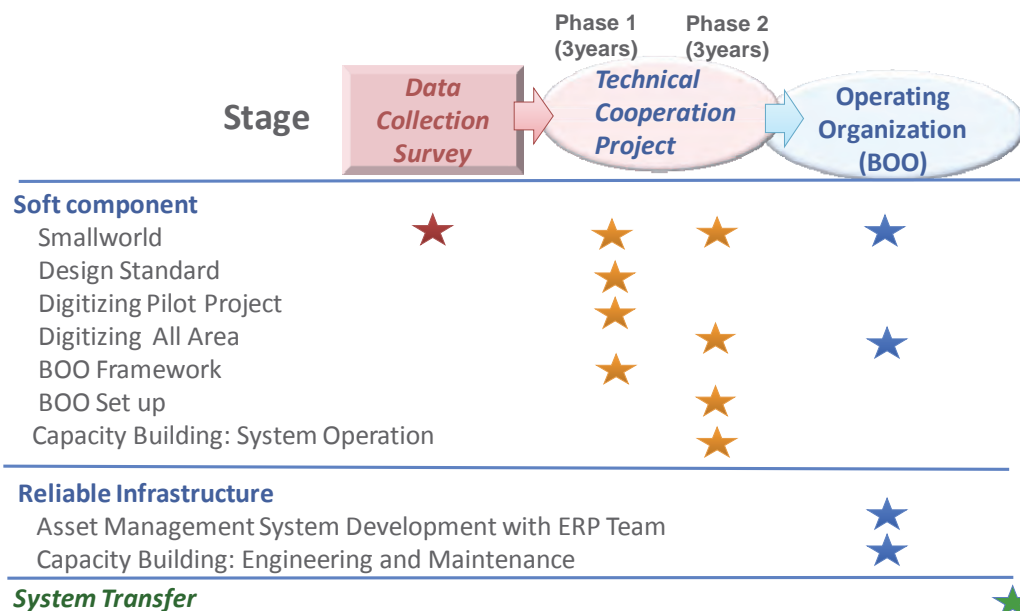 Phase 1
(3years)
Phase 2
(3years)
Stage
Data
Collection
Survey
Technical
Cooperation
Project
Operating
Organization
(BOO)
Soft component
Smallworld
Design Standard
Digitizing Pilot Project
Digitizing All Area
BOO Framework
BOO Set up
Capacity Building: System Operation
Reliable Infrastructure
Asset Management System Development with ERP Team
Capacity Building: Engineering and Maintenance
System Transfer